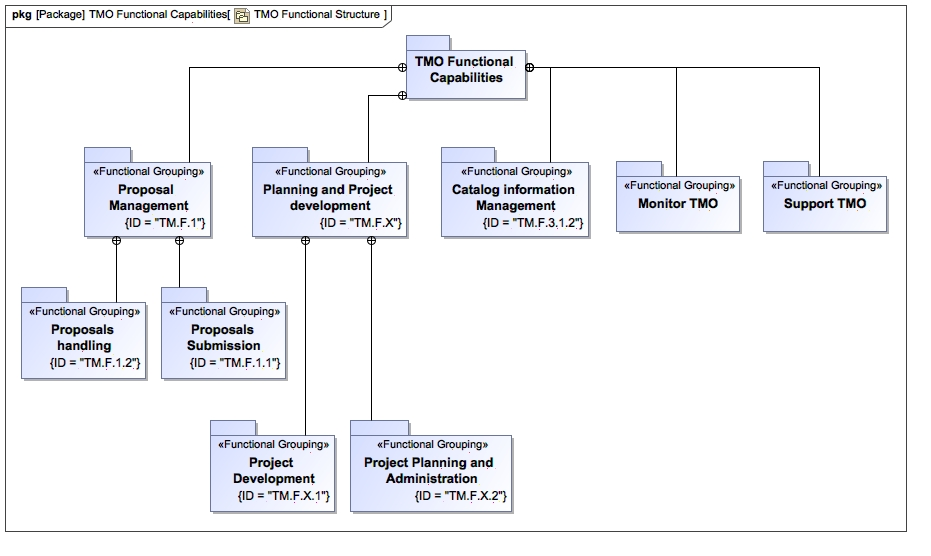 pkg [Package] TMO Functional Capabilities[ TMO Functional Structure ]
TMO Functional
Capabilities
«Functional Grouping»
Proposal
Management
{ID = "TM.F.1"}
«Functional Grouping»
Planning and Project
development
{ID = "TM.F.X"}
«Functional Grouping»
Catalog information
Management
{ID = "TM.F.3.1.2"}
«Functional Grouping»
Monitor TMO
«Functional Grouping»
Support TMO
«Functional Grouping»
Proposals
handling
{ID = "TM.F.1.2"}
«Functional Grouping»
Proposals
Submission
{ID = "TM.F.1.1"}
«Functional Grouping»
Project
Development
{ID = "TM.F.X.1"}
«Functional Grouping»
Project Planning and
Administration
{ID = "TM.F.X.2"}